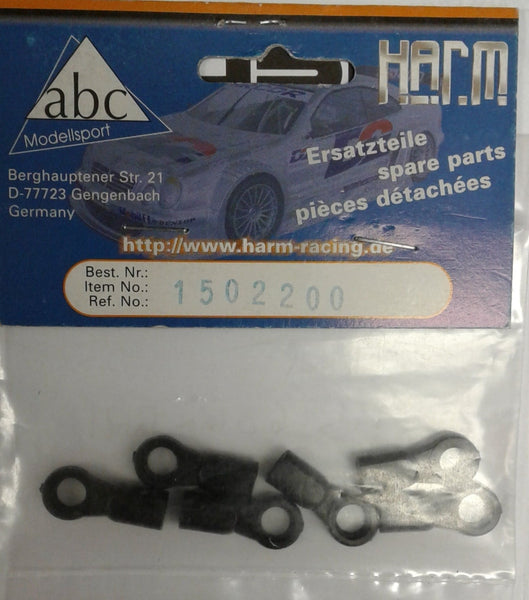 abc
Modellsport
HARM
Berghauptener Str. 21
D-77723 Gengenbach
Germany
Ersatzteile
spare parts
pièces détachées
http://www.harm-racing.de
Best. Nr.:
Item No.:
Ref. No.:
1502200